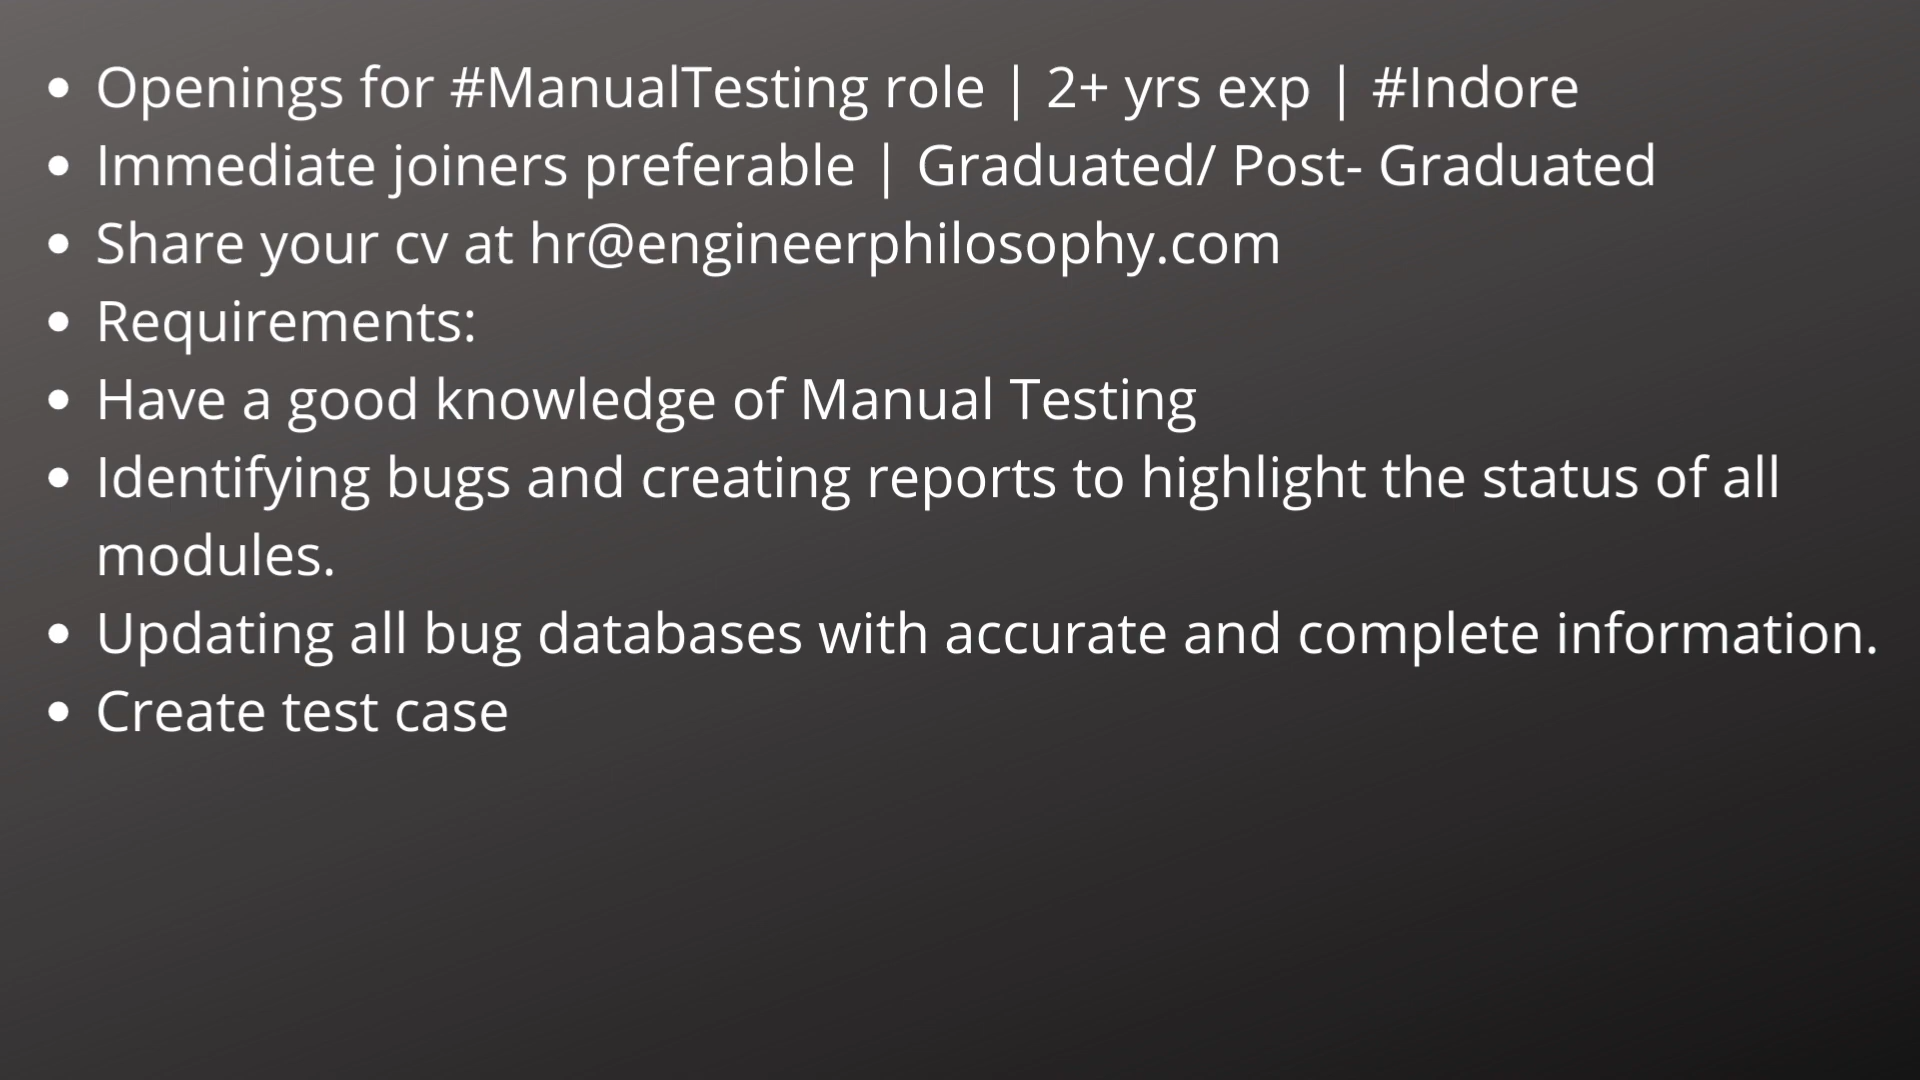 • Openings for #ManualTesting role | 2+ yrs exp | #Indore
• Immediate joiners preferable | Graduated/ Post- Graduated
• Share your cv at hr@engineerphilosophy.com
• Requirements:
• Have a good knowledge of Manual Testing
• Identifying bugs and creating reports to highlight the status of all
modules.
• Updating all bug databases with accurate and complete information.
• Create test case